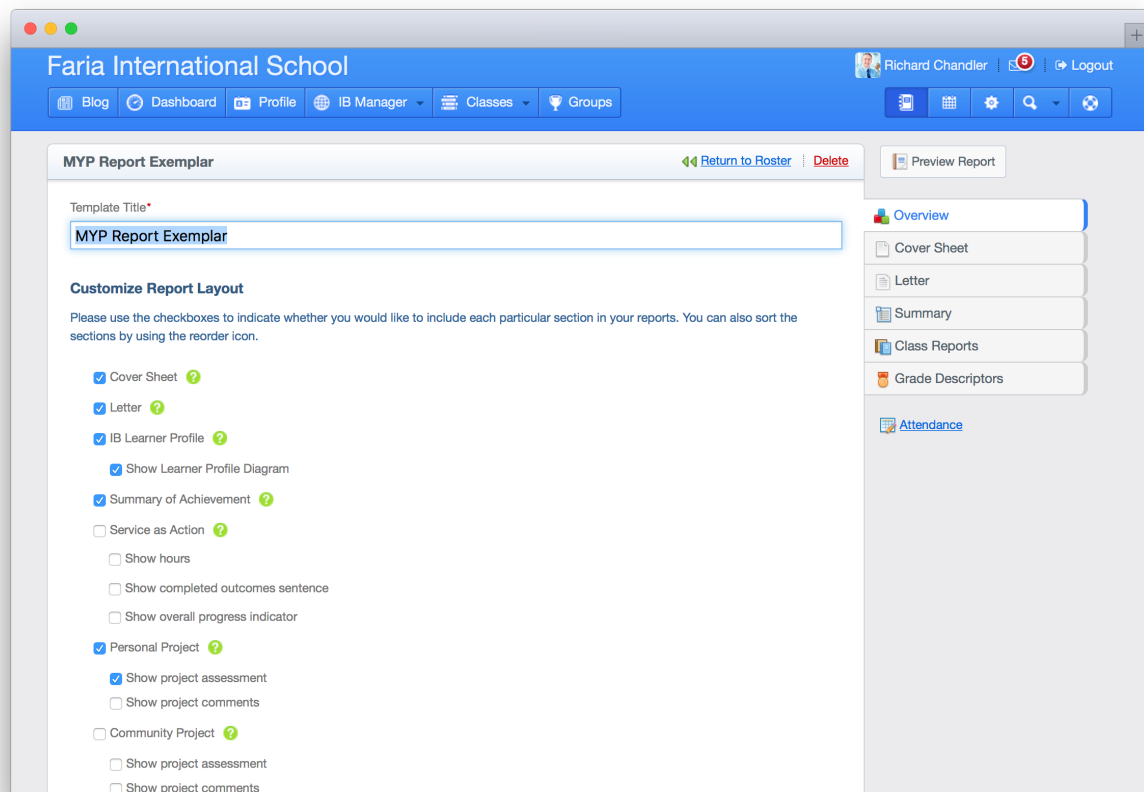 Faria International School
Richard Chandler
5
Logout
Blog
Dashboard
Profile
IB Manager
Classes
Groups
MYP Report Exemplar
Return to Roster
Delete
Preview Report
Template Title*
MYP Report Exemplar
Customize Report Layout
Please use the checkboxes to indicate whether you would like to include each particular section in your reports. You can also sort the
sections by using the reorder icon.
Cover Sheet ?
Letter ?
IB Learner Profile ?
Show Learner Profile Diagram
Summary of Achievement ?
Service as Action ?
Show hours
Show completed outcomes sentence
Show overall progress indicator
Personal Project ?
Show project assessment
Show project comments
Community Project ?
Show project assessment
Show project comments
Overview
Cover Sheet
Letter
Summary
Class Reports
Grade Descriptors
Attendance